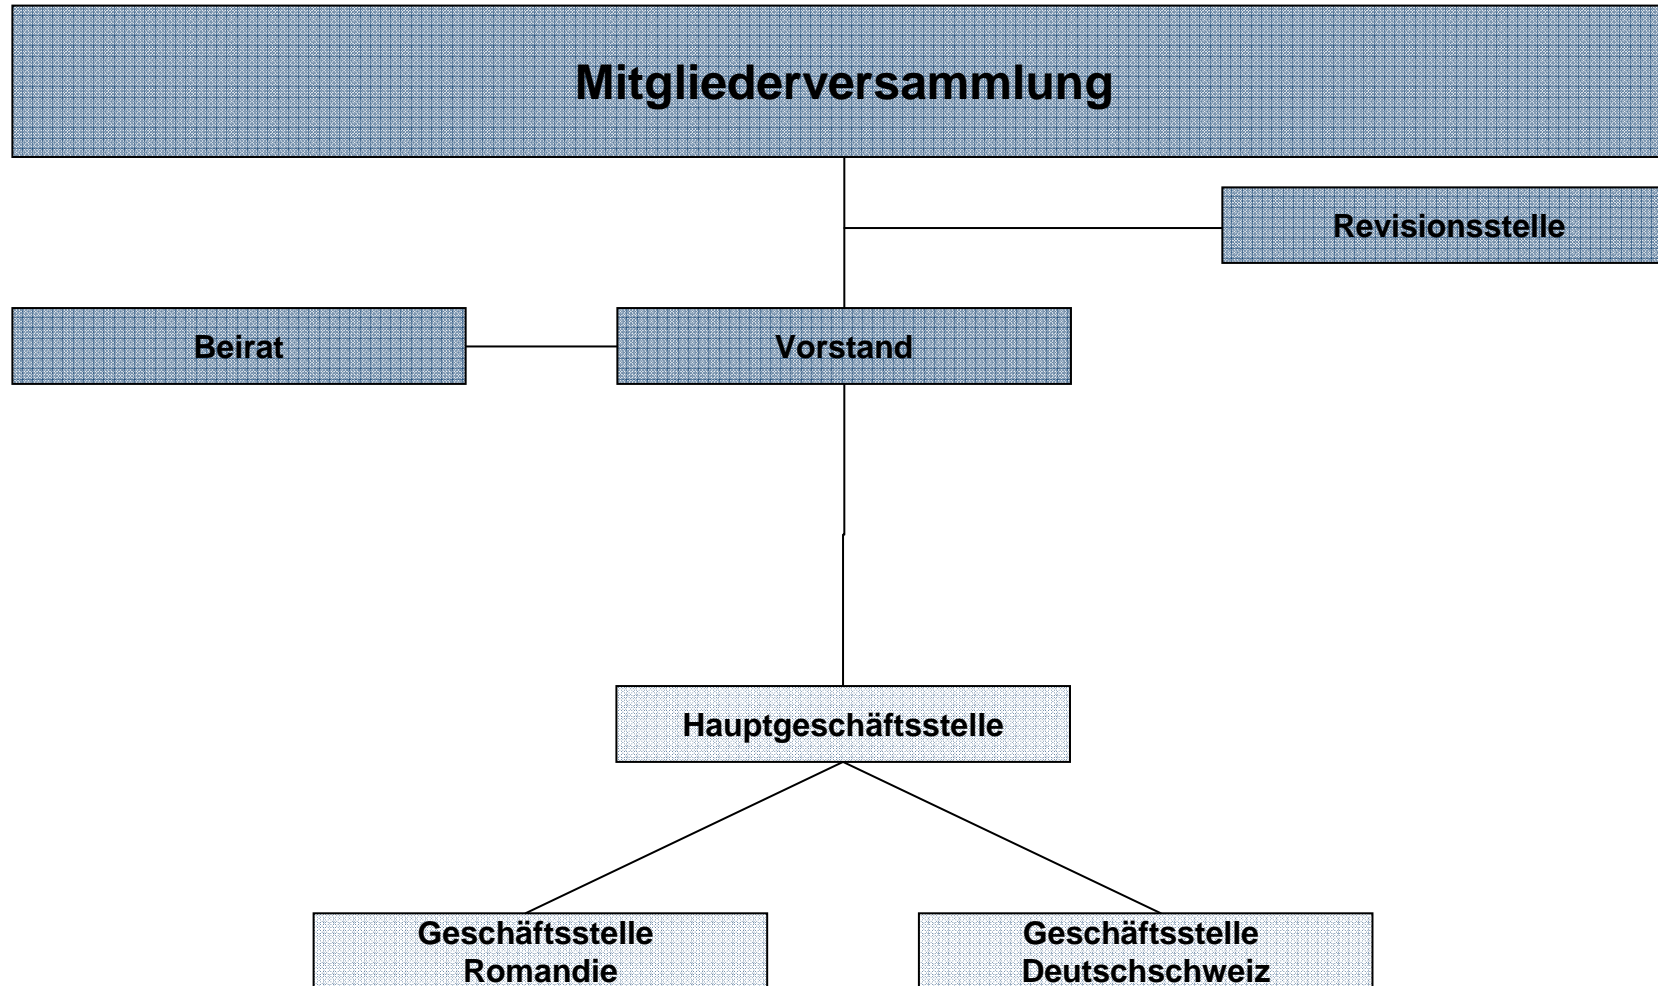 Mitgliederversammlung
Revisionsstelle
Beirat
Vorstand
Hauptgeschäftsstelle
Geschäftsstelle
Romandie
Geschäftsstelle
Deutschschweiz